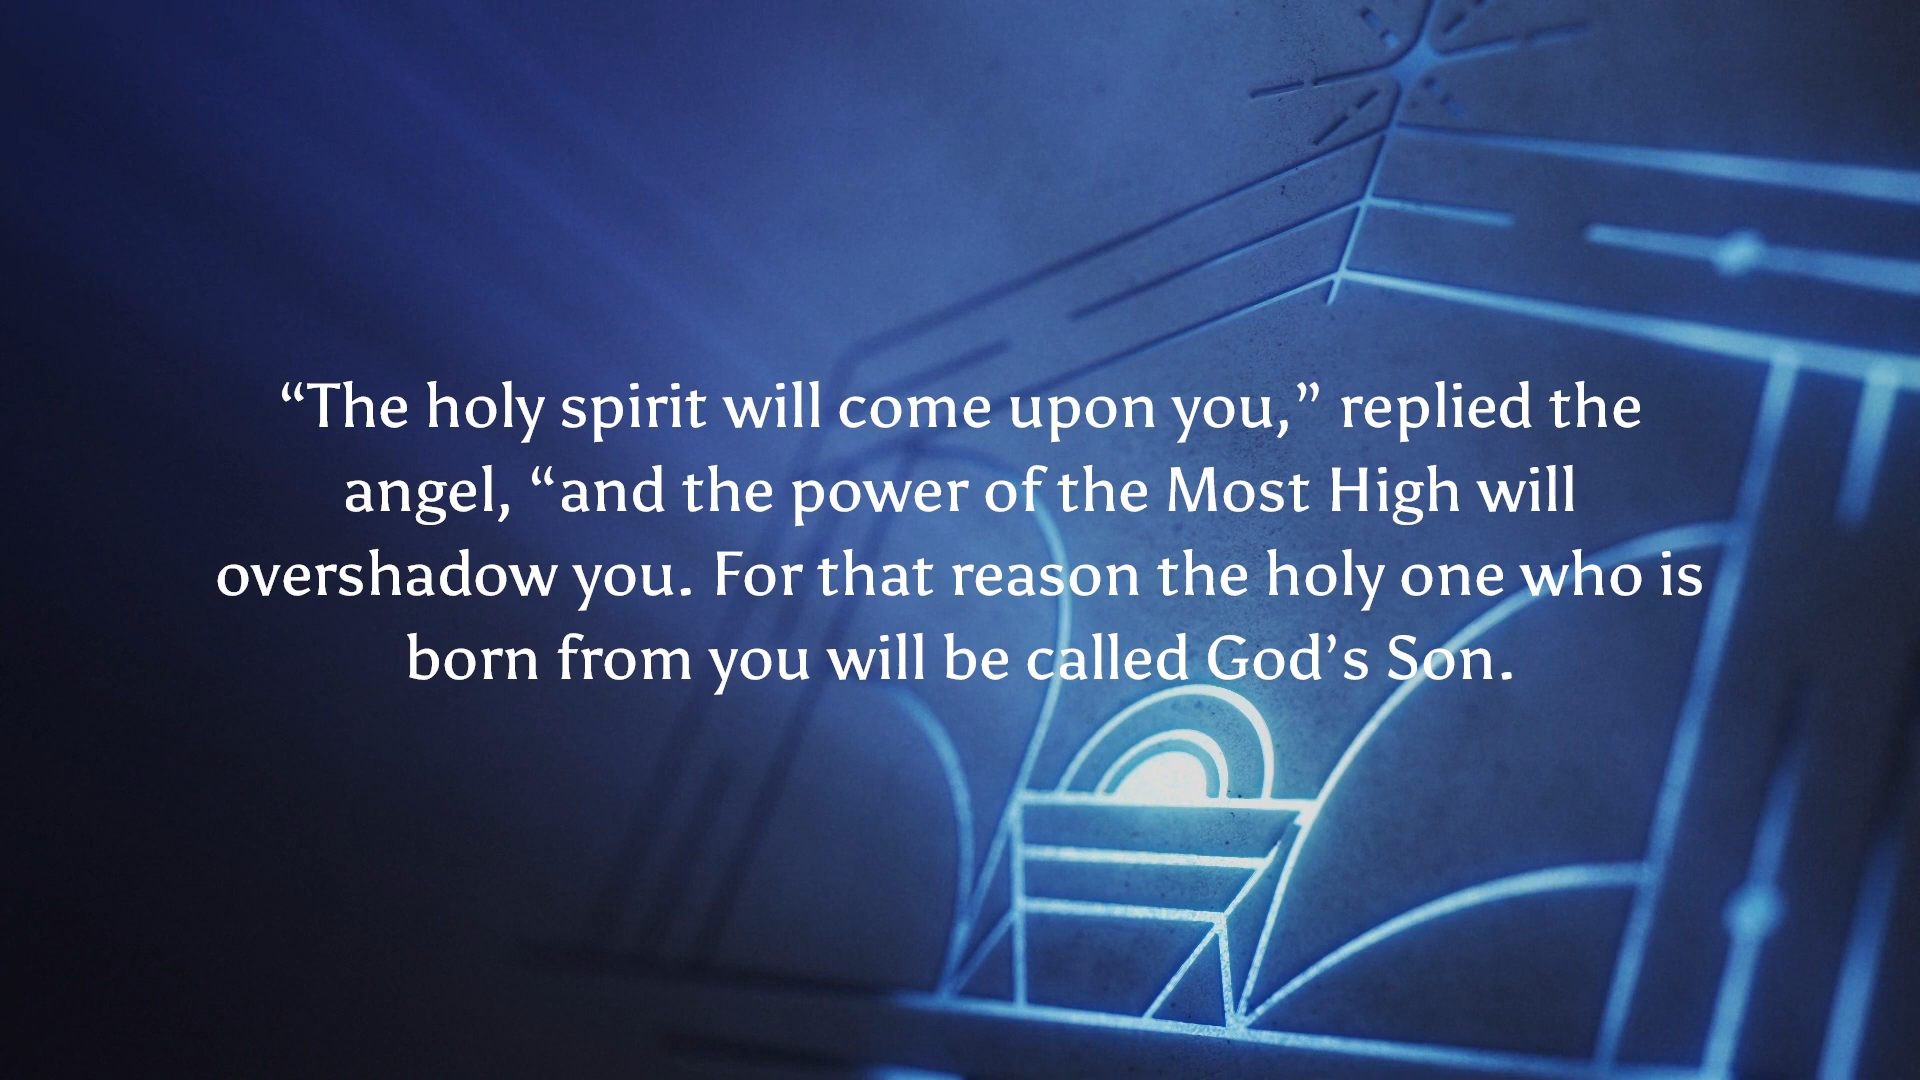 “The holy spirit will come upon you,” replied the
angel, “and the power of the Most High will
overshadow you. For that reason the holy one who is
born from you will be called God’s Son.